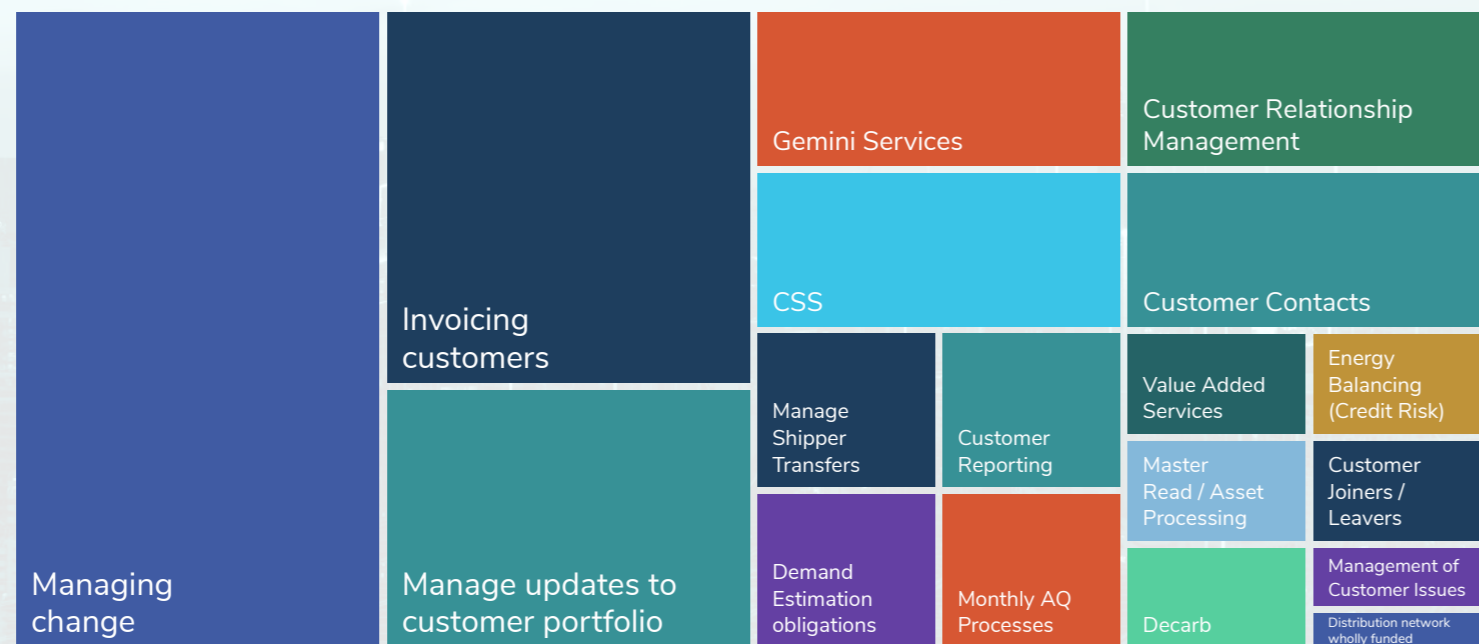 Managing
change
Invoicing
customers
Manage updates to
customer portfolio
Gemini Services
CSS
Manage
Shipper
Transfers
Customer
Reporting
Demand
Estimation
obligations
Monthly AQ
Processes
Customer Relationship
Management
Customer Contacts
Value Added
Services
Energy
Balancing
(Credit Risk)
Master
Read / Asset
Processing
Customer
Joiners /
Leavers
Decarb
Management of
Customer Issues
Distribution network
wholly funded